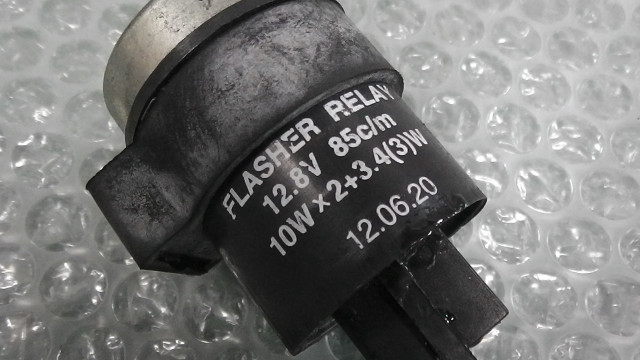 FLASHER RELAY
12.8V 85c/m
10W×2+3.4(3)W
12.06.20